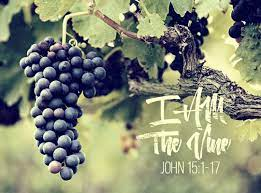 I Am
The Vine
JOHN 15:1-17